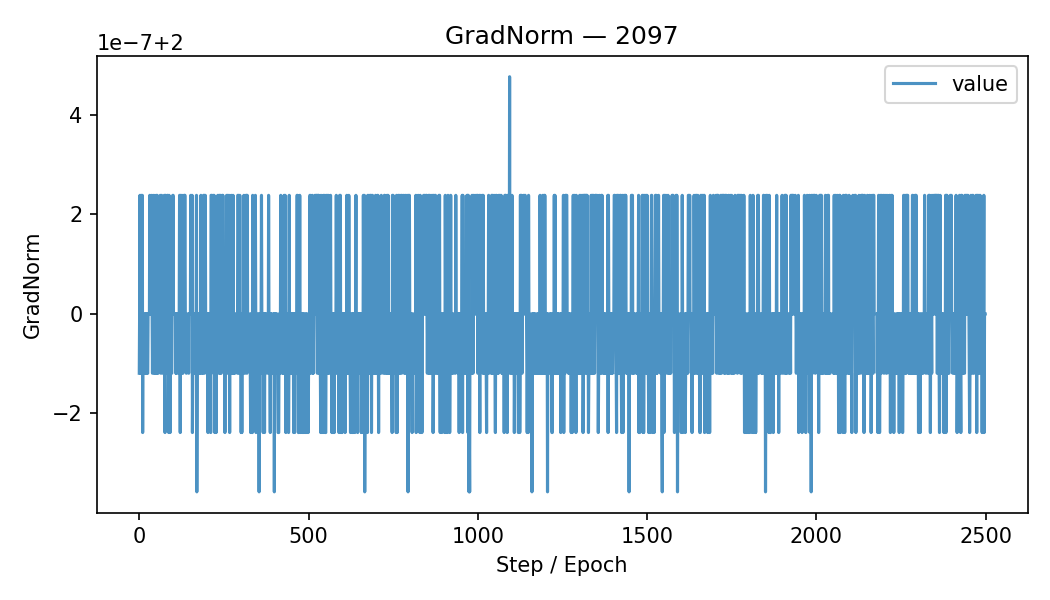 GradNorm — 2097
1e−7+2
value
4
2
0
−2
GradNorm
0
500
1000
1500
2000
2500
Step / Epoch